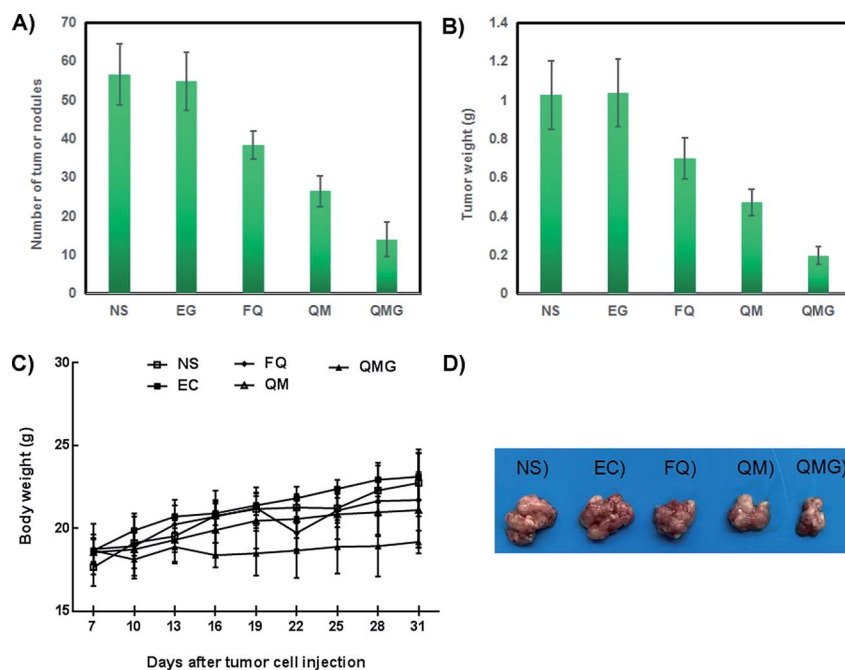 A)
Number of tumor nodules
70
60
50
40
30
20
10
0
NS EG FQ QM QMG
B)
Tumor weight (g)
1.4
1.2
1
0.8
0.6
0.4
0.2
0
NS EG FQ QM QMG
C)
Body weight (g)
30
25
20
15
NS FQ QMG
EC QM
7 10 13 16 19 22 25 28 31
Days after tumor cell injection
D)
NS) EC) FQ) QM) QMG)